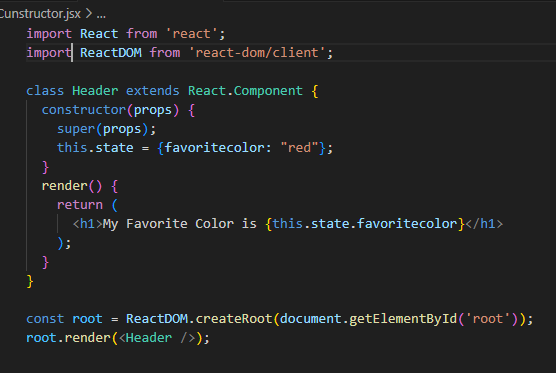 Cunstructor.jsx > ...
import React from 'react';
import ReactDOM from 'react-dom/client';
class Header extends React.Component {
constructor(props) {
super(props);
this.state = {favoritecolor: "red"};
}
render() {
return (
<h1>My Favorite Color is {this.state.favoritecolor}</h1>
);
}
}
const root = ReactDOM.createRoot(document.getElementById('root'));
root.render(<Header />);